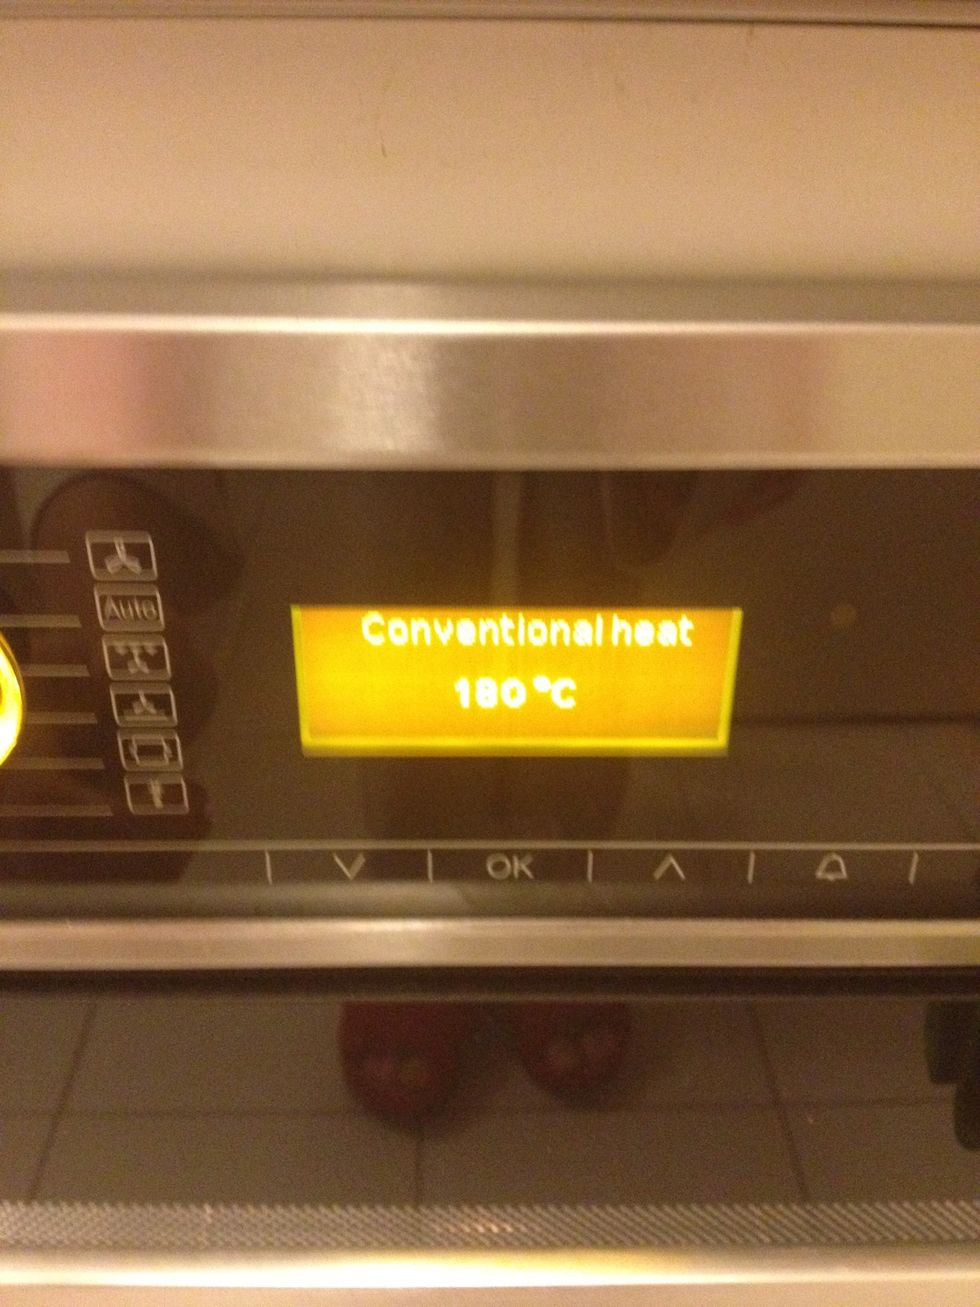 Conventional heat
180 °C
Auto
OK